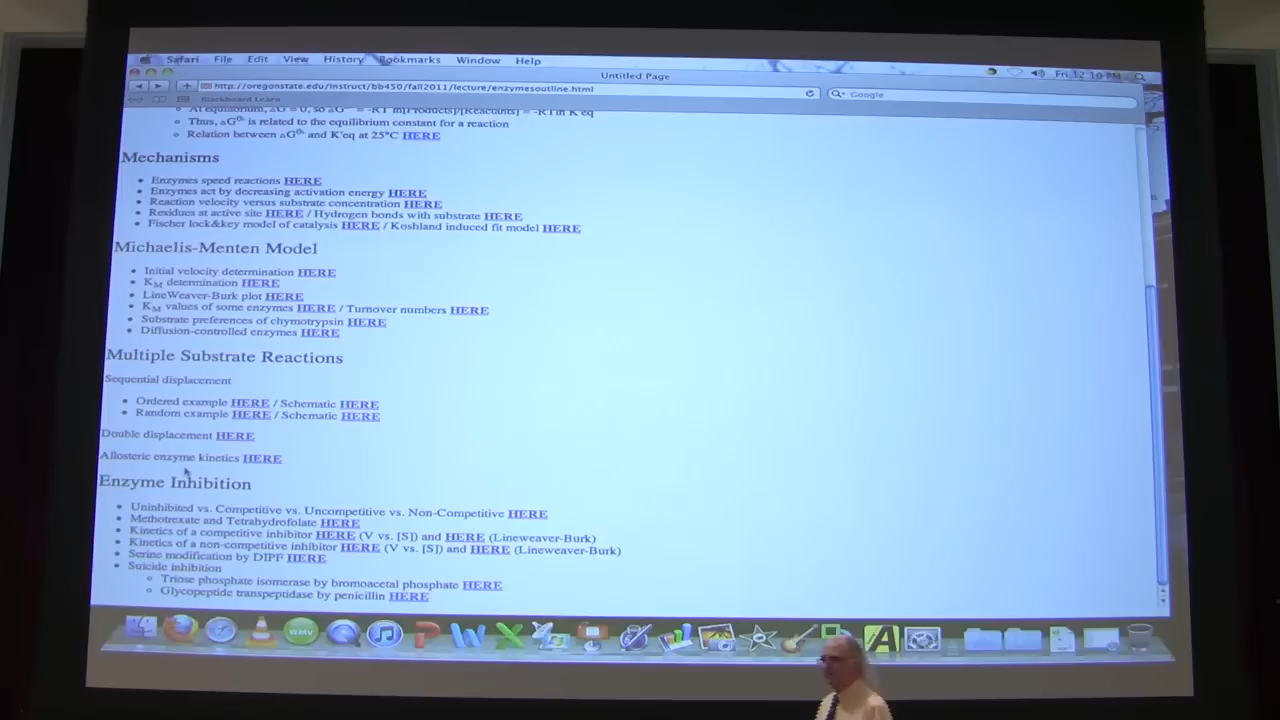 Safari File Edit View History Bookmarks Window Help Fri 12:10 PM
Untitled Page
http://oregonstate.edu/instruct/bb450/fall2011/lecture/enzymesoutline.html Google
Blackboard Learn
Thus, ΔG⁰' is related to the equilibrium constant for a reaction
Relation between ΔG⁰' and K'eq at 25°C HERE
Mechanisms
Enzymes speed reactions HERE
Enzymes act by decreasing activation energy HERE
Reaction velocity versus substrate concentration HERE
Residues at active site HERE / Hydrogen bonds with substrate HERE
Fischer lock&key model of catalysis HERE / Koshland induced fit model HERE
Michaelis-Menten Model
Initial velocity determination HERE
KM determination HERE
LineWeaver-Burk plot HERE
KM values of some enzymes HERE / Turnover numbers HERE
Substrate preferences of chymotrypsin HERE
Diffusion-controlled enzymes HERE
Multiple Substrate Reactions
Sequential displacement
Ordered example HERE / Schematic HERE
Random example HERE / Schematic HERE
Double displacement HERE
Allosteric enzyme kinetics HERE
Enzyme Inhibition
Uninhibited vs. Competitive vs. Uncompetitive vs. Non-Competitive HERE
Methotrexate and Tetrahydrofolate HERE
Kinetics of a competitive inhibitor HERE (V vs. [S]) and HERE (Lineweaver-Burk)
Kinetics of a non-competitive inhibitor HERE (V vs. [S]) and HERE (Lineweaver-Burk)
Serine modification by DIPF HERE
Suicide inhibition
Triose phosphate isomerase by bromoacetal phosphate HERE
Glycopeptide transpeptidase by penicillin HERE
WMV